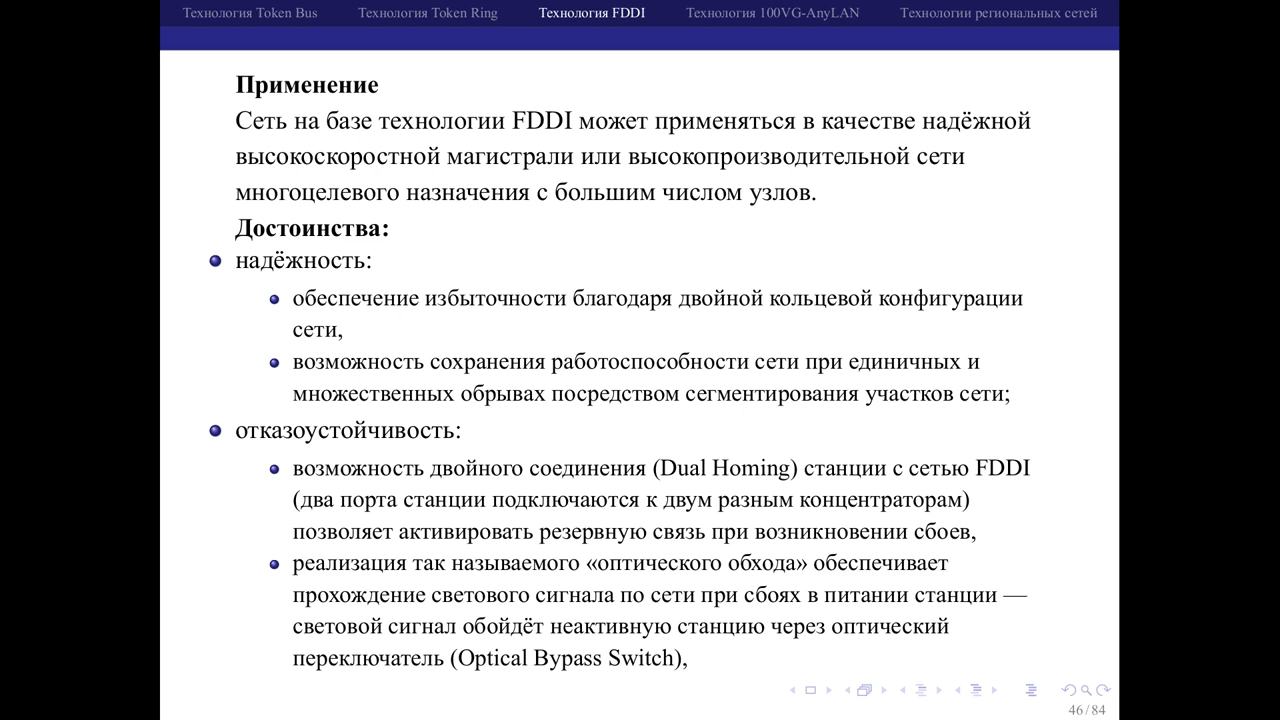 Технология Token Bus Технология Token Ring Технология FDDI Технология 100VG-AnyLAN Технологии региональных сетей
Применение
Сеть на базе технологии FDDI может применяться в качестве надёжной
высокоскоростной магистрали или высокопроизводительной сети
многоцелевого назначения с большим числом узлов.
Достоинства:
надёжность:
обеспечение избыточности благодаря двойной кольцевой конфигурации
сети,
возможность сохранения работоспособности сети при единичных и
множественных обрывах посредством сегментирования участков сети;
отказоустойчивость:
возможность двойного соединения (Dual Homing) станции с сетью FDDI
(два порта станции подключаются к двум разным концентраторам)
позволяет активировать резервную связь при возникновении сбоев,
реализация так называемого «оптического обхода» обеспечивает
прохождение светового сигнала по сети при сбоях в питании станции —
световой сигнал обойдёт неактивную станцию через оптический
переключатель (Optical Bypass Switch),
46 / 84